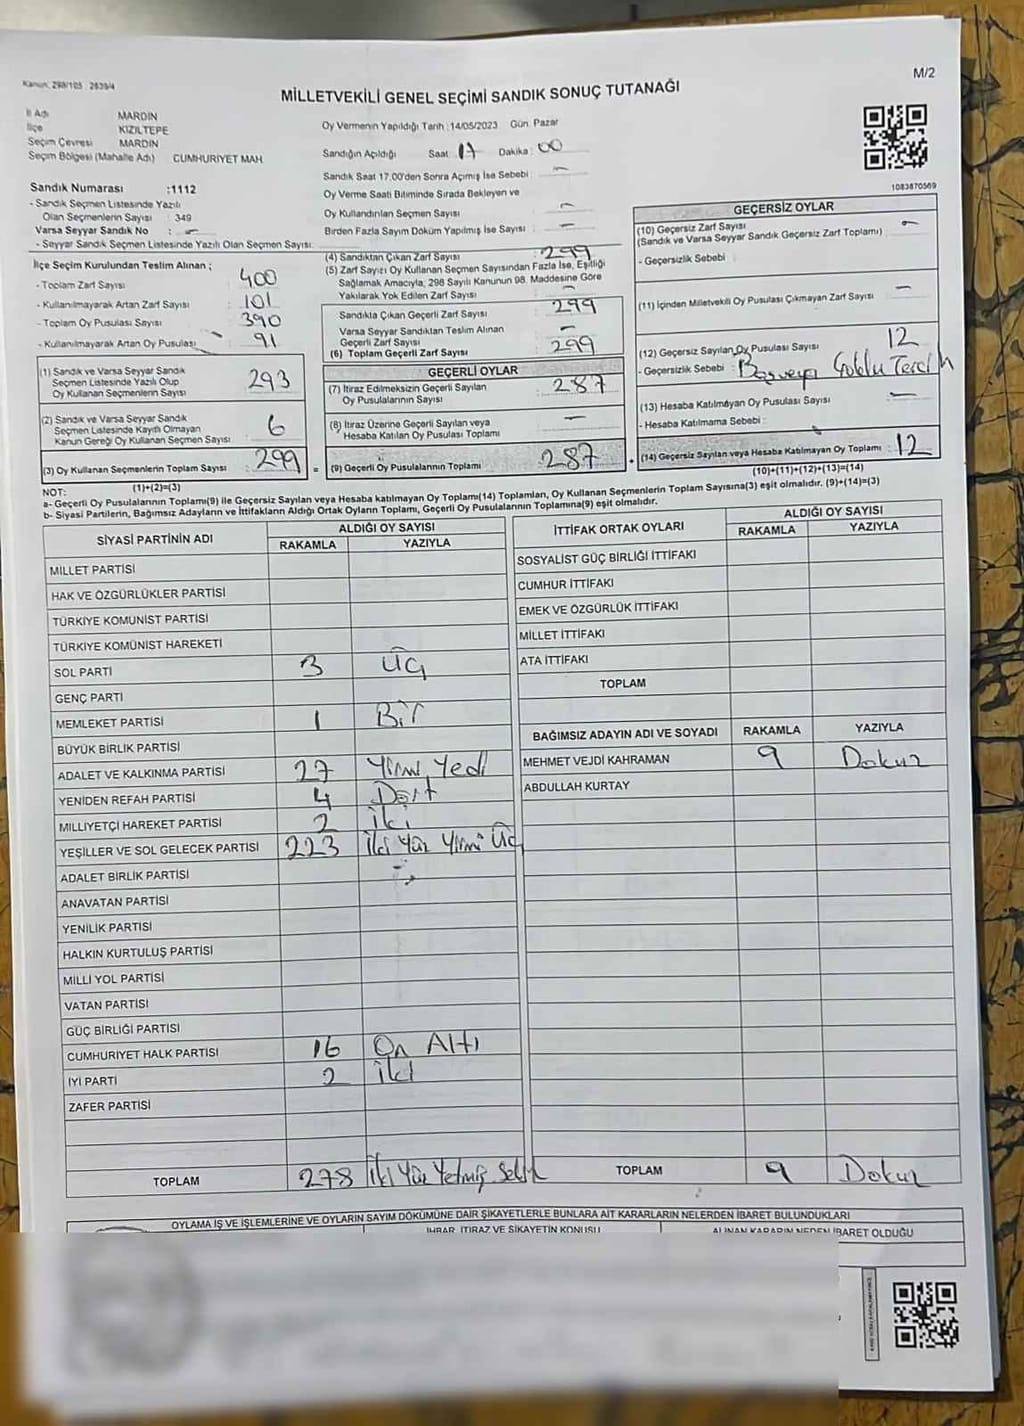 Kanun: 298/105 2839/4
M/2
MİLLETVEKİLİ GENEL SEÇİMİ SANDIK SONUÇ TUTANAĞI
İl Adı MARDİN
İlçe KIZILTEPE
Seçim Çevresi MARDİN
Seçim Bölgesi (Mahalle Adı) CUMHURİYET MAH.
Oy Vermenin Yapıldığı Tarih :14/05/2023 Gün: Pazar
Sandığın Açıldığı Saat: 17 Dakika: 00
Sandık Saat 17.00'den Sonra Açımış İse Sebebi : -
Oy Verme Saati Bitiminde Sırada Bekleyen ve
Oy Kullandırılan Seçmen Sayısı : -
Birden Fazla Sayım Döküm Yapılmış İse Sayısı : -
Sandık Numarası :1112
- Sandık Seçmen Listesinde Yazılı
Olan Seçmenlerin Sayısı : 349
Varsa Seyyar Sandık No : -
- Seyyar Sandık Seçmen Listesinde Yazılı Olan Seçmen Sayısı:
İlçe Seçim Kurulundan Teslim Alınan ;
- Toplam Zarf Sayısı : 400
- Kullanılmayarak Artan Zarf Sayısı : 101
- Toplam Oy Pusulası Sayısı : 390
- Kullanılmayarak Artan Oy Pusulası : 91
(1) Sandık ve Varsa Seyyar Sandık
Seçmen Listesinde Yazılı Olup
Oy Kullanan Seçmenlerin Sayısı : 293
(2) Sandık ve Varsa Seyyar Sandık
Seçmen Listesinde Kayıtlı Olmayan
Kanun Gereği Oy Kullanan Seçmen Sayısı : 6
(3) Oy Kullanan Seçmenlerin Toplam Sayısı : 299
(1)+(2)=(3)
(4) Sandıktan Çıkan Zarf Sayısı : 299
(5) Zarf Sayızı Oy Kullanan Seçmen Sayısından Fazla İse, Eşitliği
Sağlamak Amacıyla, 298 Sayılı Kanunun 98. Maddesine Göre
Yakılarak Yok Edilen Zarf Sayısı : -
Sandıkla Çıkan Geçerli Zarf Sayısı : 299
Varsa Seyyar Sandıktan Teslim Alınan
Geçerli Zarf Sayısı : -
(6) Toplam Geçerli Zarf Sayısı : 299
GEÇERLİ OYLAR
(7) İtiraz Edilmeksizin Geçerli Sayılan
Oy Pusulalarının Sayısı : 287
(8) İtiraz Üzerine Geçerli Sayılan veya
Hesaba Katılan Oy Pusulası Toplamı : -
= (9) Geçerli Oy Pusulalarının Toplamı : 287
1083870569
GEÇERSİZ OYLAR
(10) Geçersiz Zarf Sayısı : -
(Sandık ve Varsa Seyyar Sandık Geçersiz Zarf Toplamı)
- Geçersizlik Sebebi :
(11) İçinden Milletvekili Oy Pusulası Çıkmayan Zarf Sayısı : -
(12) Geçersiz Sayılan Oy Pusulası Sayısı : 12
- Geçersizlik Sebebi : Boş veya Çoklu Tercih
(13) Hesaba Katılmayan Oy Pusulası Sayısı : -
- Hesaba Katılmama Sebebi :
+ (14) Geçersiz Sayılan veya Hesaba Katılmayan Oy Toplamı : 12
(10)+(11)+(12)+(13)=(14)
NOT:
a- Geçerli Oy Pusulalarının Toplamı(9) ile Geçersiz Sayılan veya Hesaba katılmayan Oy Toplamı(14) Toplamları, Oy Kullanan Seçmenlerin Toplam Sayısına(3) eşit olmalıdır. (9)+(14)=(3)
b- Siyasi Partilerin, Bağımsız Adayların ve İttifakların Aldığı Ortak Oyların Toplamı, Geçerli Oy Pusulalarının Toplamına(9) eşit olmalıdır.
SİYASİ PARTİNİN ADI ALDIĞI OY SAYISI
RAKAMLA YAZIYLA
MİLLET PARTİSİ
HAK VE ÖZGÜRLÜKLER PARTİSİ
TÜRKİYE KOMÜNİST PARTİSİ
TÜRKİYE KOMÜNİST HAREKETİ
SOL PARTİ 3 Üç
GENÇ PARTİ
MEMLEKET PARTİSİ 1 Bir
BÜYÜK BİRLİK PARTİSİ
ADALET VE KALKINMA PARTİSİ 27 Yirmi Yedi
YENİDEN REFAH PARTİSİ 4 Dört
MİLLİYETÇİ HAREKET PARTİSİ 2 İki
YEŞİLLER VE SOL GELECEK PARTİSİ 223 İki Yüz Yirmi Üç
ADALET BİRLİK PARTİSİ
ANAVATAN PARTİSİ
YENİLİK PARTİSİ
HALKIN KURTULUŞ PARTİSİ
MİLLİ YOL PARTİSİ
VATAN PARTİSİ
GÜÇ BİRLİĞİ PARTİSİ
CUMHURİYET HALK PARTİSİ 16 On Altı
İYİ PARTİ 2 İki
ZAFER PARTİSİ
TOPLAM 278 İki Yüz Yetmiş Sekiz
İTTİFAK ORTAK OYLARI ALDIĞI OY SAYISI
RAKAMLA YAZIYLA
SOSYALİST GÜÇ BİRLİĞİ İTTİFAKI
CUMHUR İTTİFAKI
EMEK VE ÖZGÜRLÜK İTTİFAKI
MİLLET İTTİFAKI
ATA İTTİFAKI
TOPLAM
BAĞIMSIZ ADAYIN ADI VE SOYADI RAKAMLA YAZIYLA
MEHMET VEJDİ KAHRAMAN 9 Dokuz
ABDULLAH KURTAY
TOPLAM 9 Dokuz
OYLAMA İŞ VE İŞLEMLERİNE VE OYLARIN SAYIM DÖKÜMÜNE DAİR ŞİKAYETLERLE BUNLARA AİT KARARLARIN NELERDEN İBARET BULUNDUKLARI
İHBAR, İTİRAZ VE ŞİKAYETİN KONUSU ALINAN KARARIN NEDEN İBARET OLDUĞU